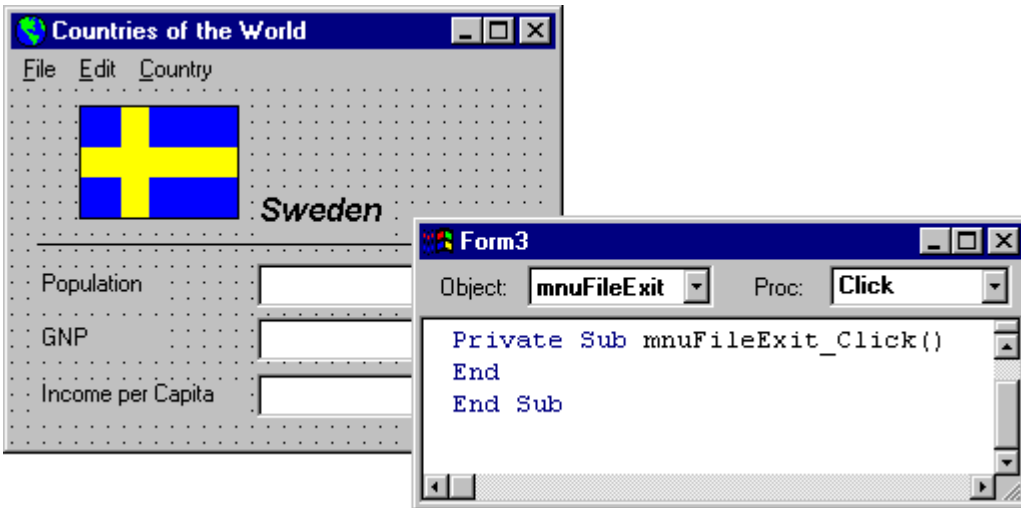 Countries of the World
File Edit Country
Sweden
Population
GNP
Income per Capita
Form3
Object: mnuFileExit Proc: Click
Private Sub mnuFileExit_Click()
End
End Sub